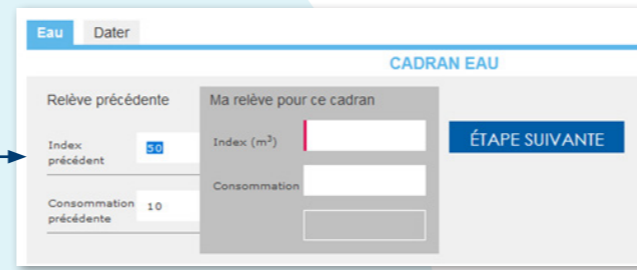 Eau Dater
CADRAN EAU
Relève précédente
Ma relève pour ce cadran
Index précédent 50
Index (m³)
ÉTAPE SUIVANTE
Consommation précédente 10
Consommation